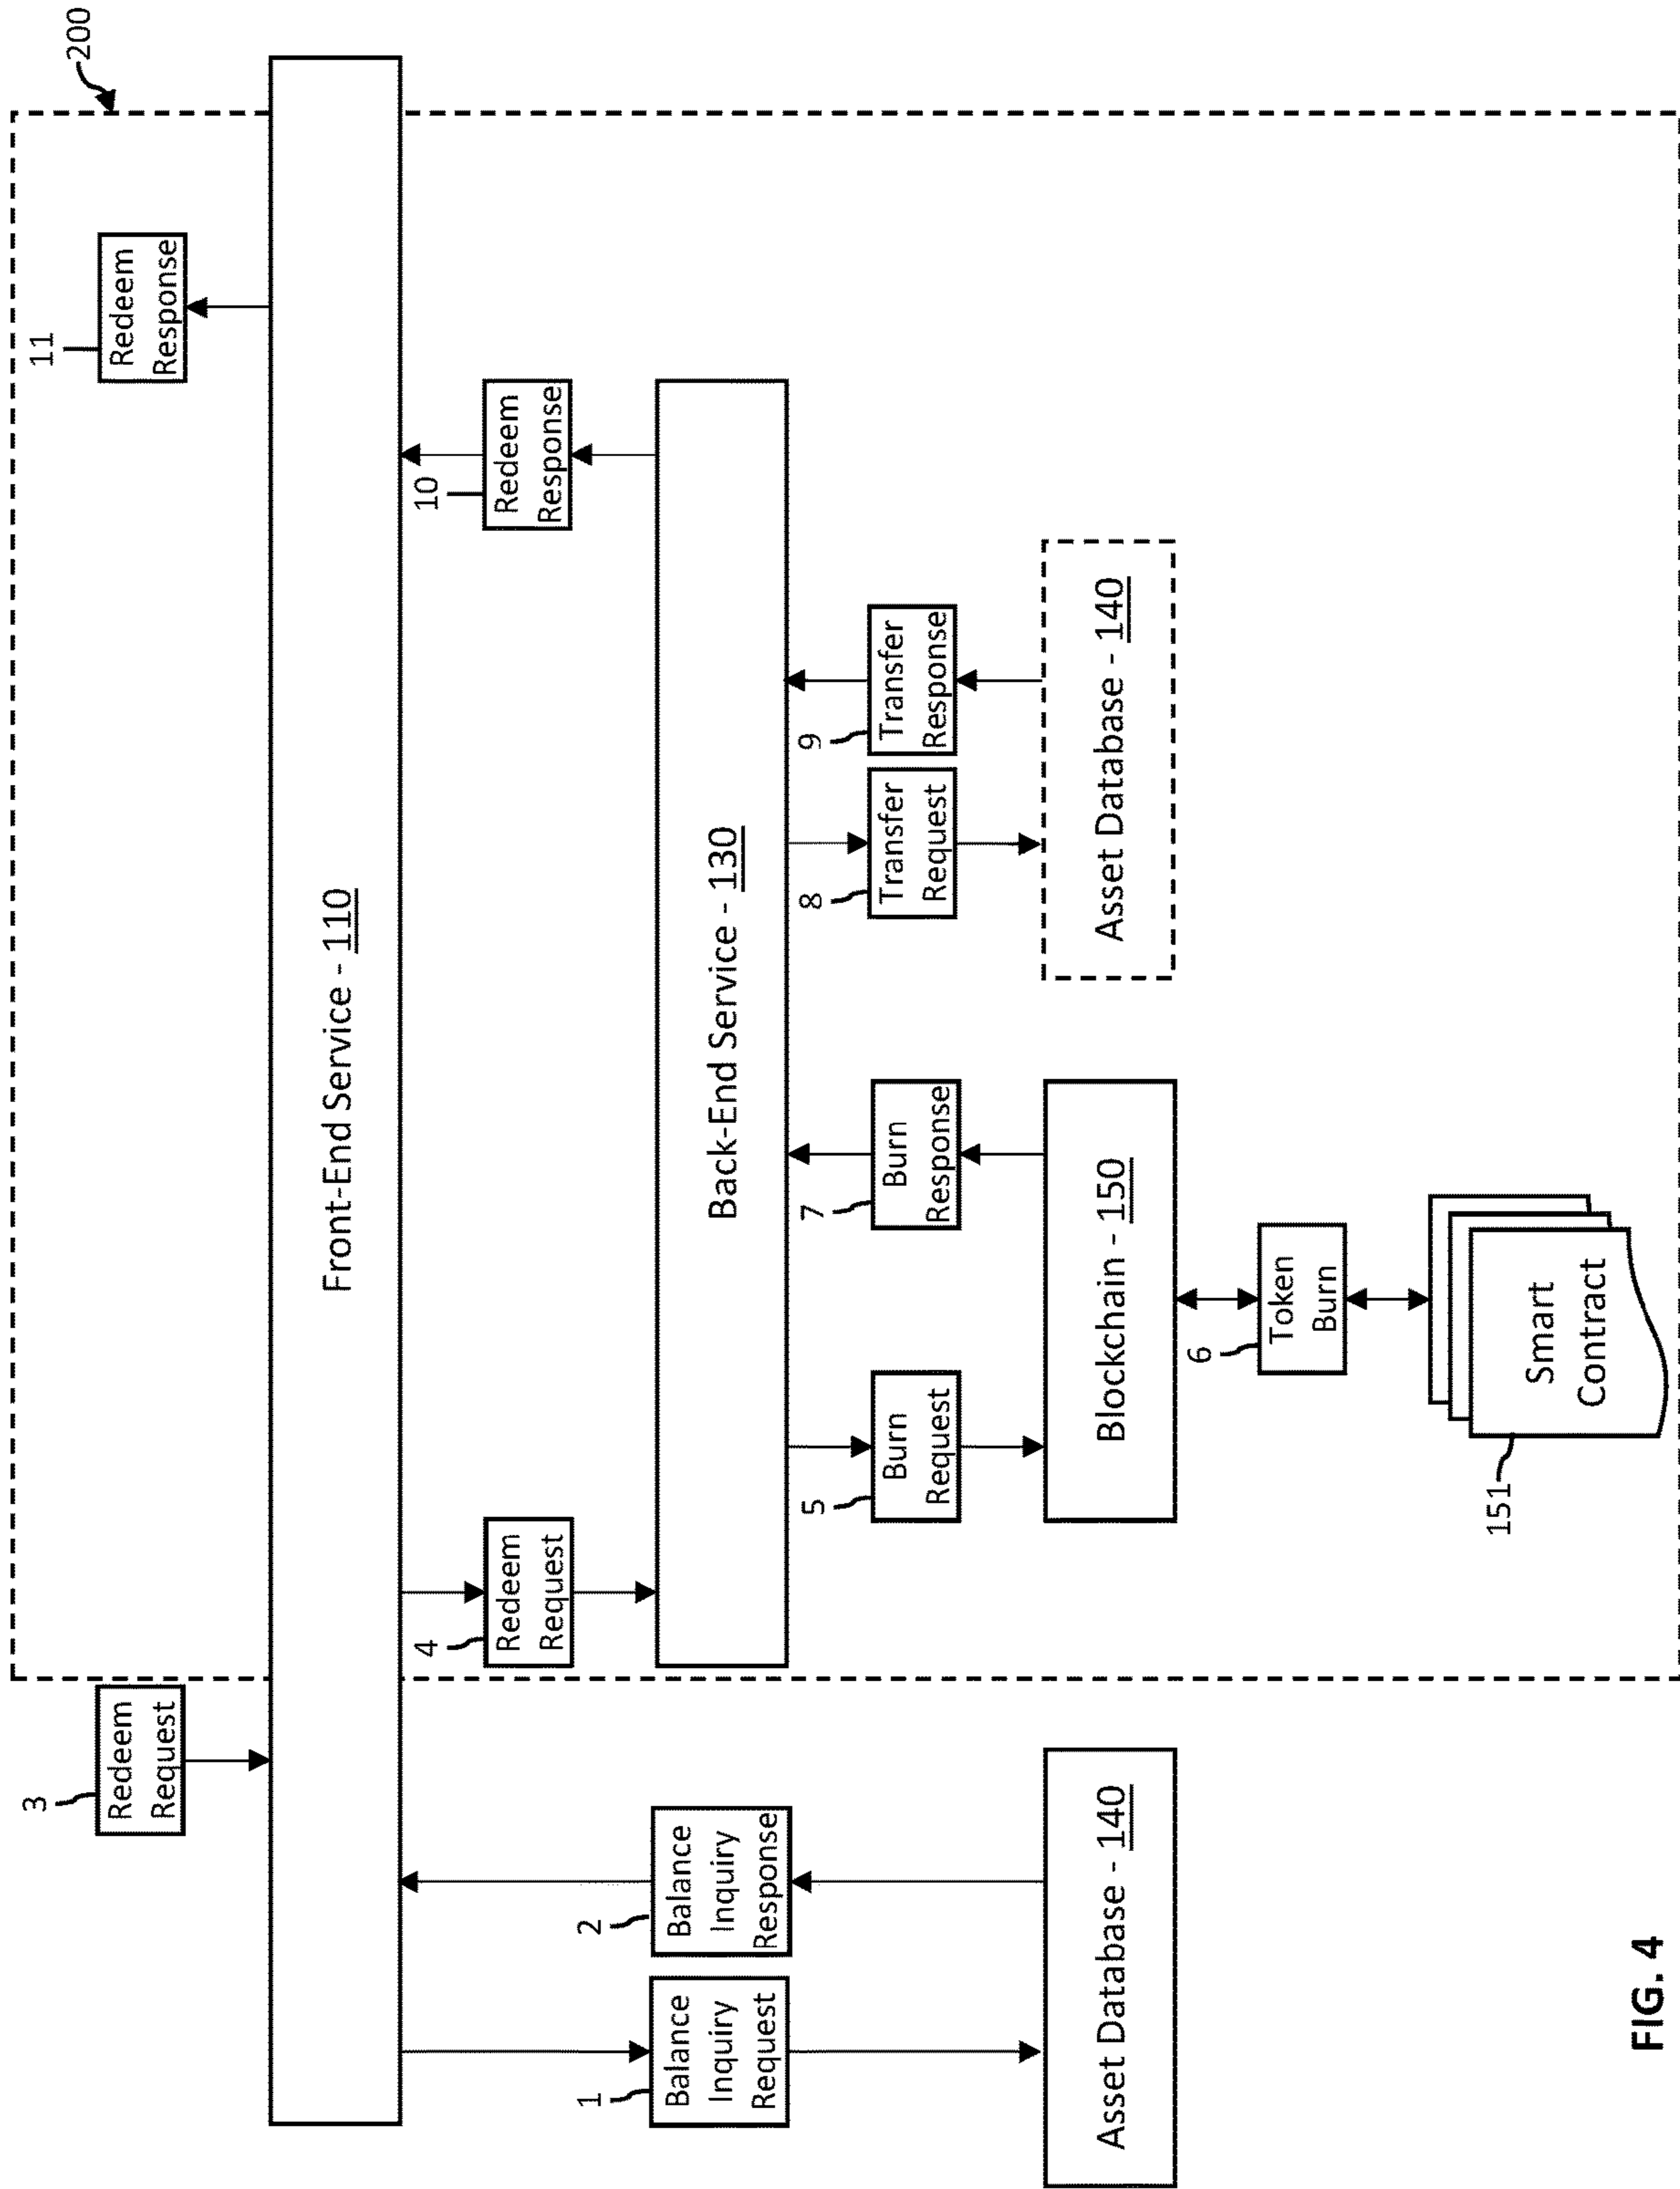 200
3
Redeem
Request
11
Redeem
Response
Front-End Service - 110
1
Balance
Inquiry
Request
2
Balance
Inquiry
Response
4
Redeem
Request
10
Redeem
Response
Back-End Service - 130
5
Burn
Request
7
Burn
Response
8
Transfer
Request
9
Transfer
Response
Asset Database - 140
Blockchain - 150
Asset Database - 140
6
Token
Burn
151
Smart
Contract
FIG. 4